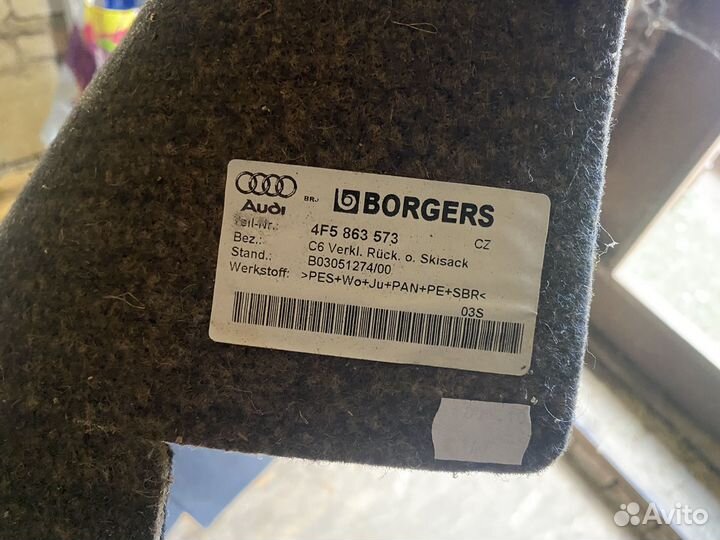 BORGERS
Audi
Teil-Nr.: 4F5 863 573 CZ
Bez.: C6 Verkl. Rück. o. Skisack
Stand.: B03051274/00
Werkstoff: >PES+Wo+Ju+PAN+PE+SBR<
03S
Avito